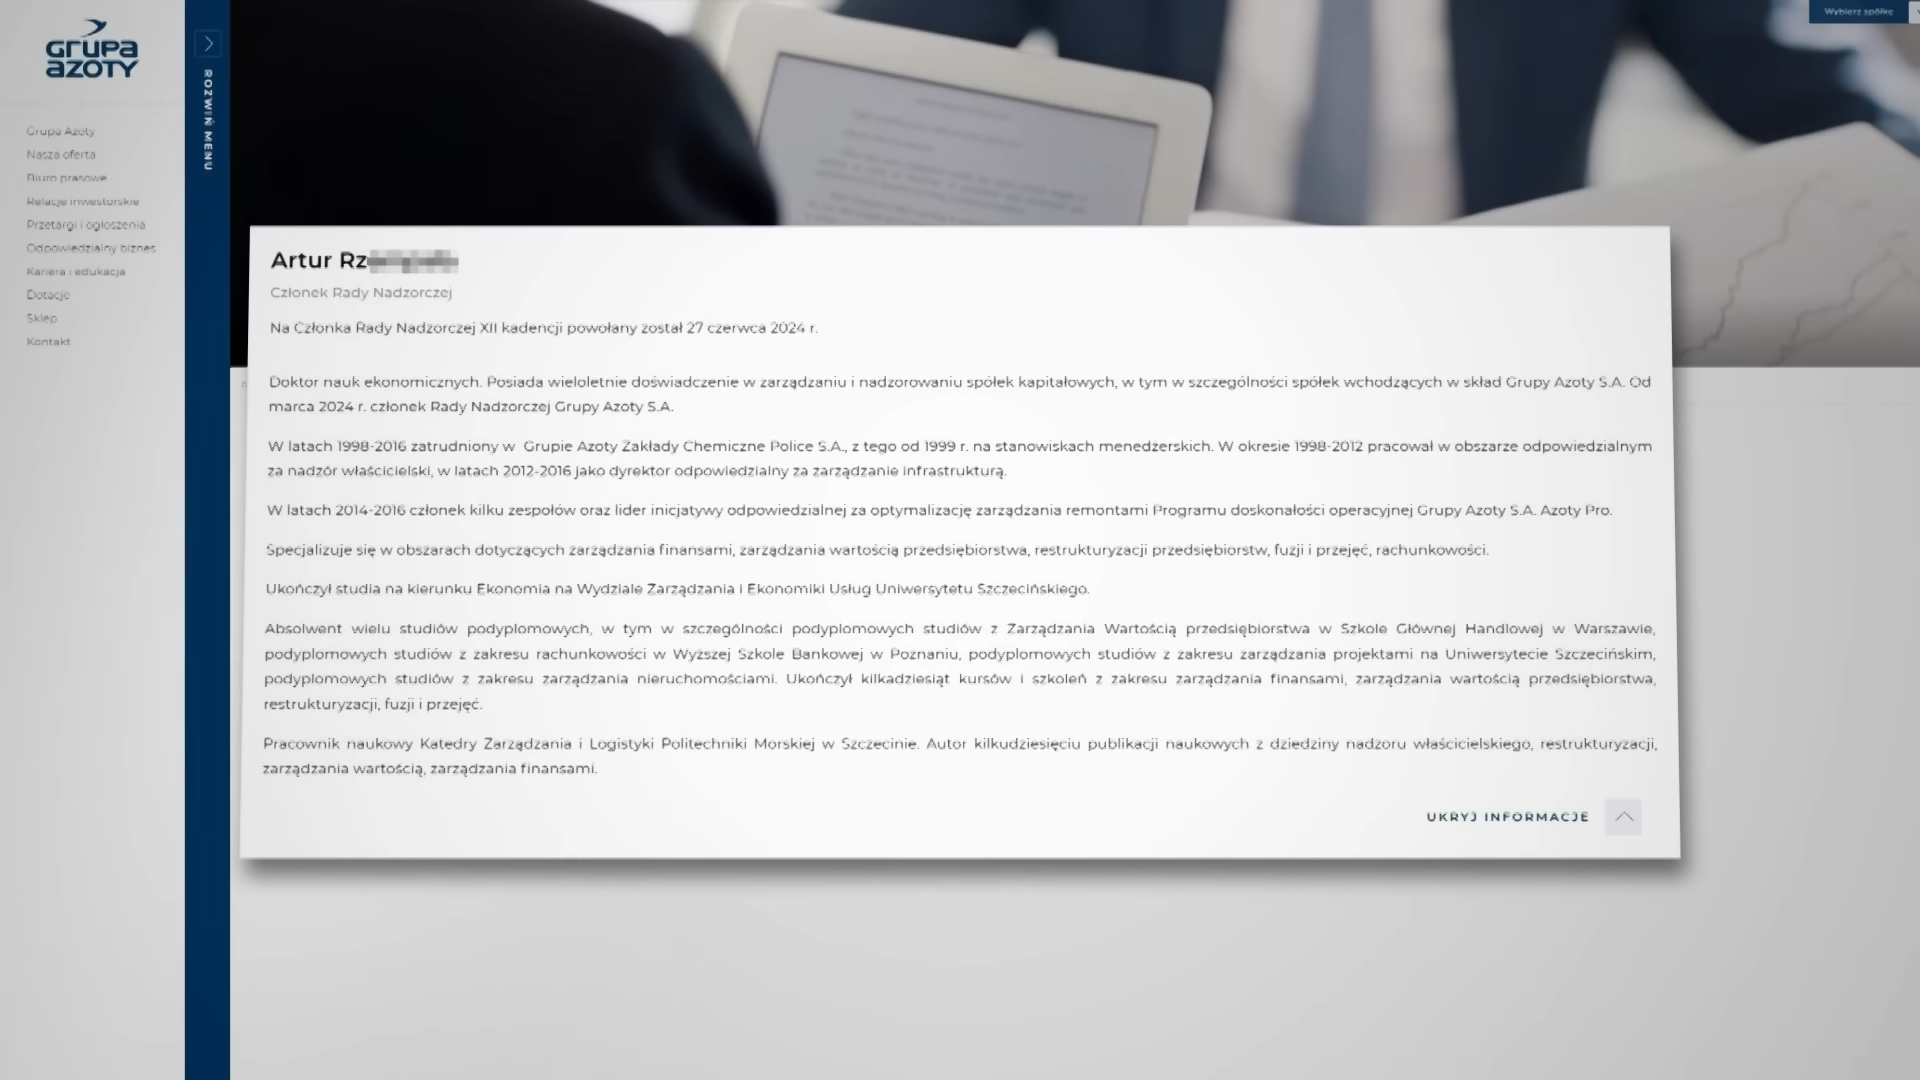 GRUPA
AZOTY
Grupa Azoty
Nasza oferta
Biuro prasowe
Relacje inwestorskie
Przetargi i ogłoszenia
Odpowiedzialny biznes
Kariera i edukacja
Dotacje
Sklep
Kontakt
ROZWIŃ MENU
Wybierz spółkę
Artur Rz
Członek Rady Nadzorczej
Na Członka Rady Nadzorczej XII kadencji powołany został 27 czerwca 2024 r.
Doktor nauk ekonomicznych. Posiada wieloletnie doświadczenie w zarządzaniu i nadzorowaniu spółek kapitałowych, w tym w szczególności spółek wchodzących w skład Grupy Azoty S.A. Od
marca 2024 r. członek Rady Nadzorczej Grupy Azoty S.A.
W latach 1998-2016 zatrudniony w Grupie Azoty Zakłady Chemiczne Police S.A., z tego od 1999 r. na stanowiskach menedżerskich. W okresie 1998-2012 pracował w obszarze odpowiedzialnym
za nadzór właścicielski, w latach 2012-2016 jako dyrektor odpowiedzialny za zarządzanie infrastrukturą.
W latach 2014-2016 członek kilku zespołów oraz lider inicjatywy odpowiedzialnej za optymalizację zarządzania remontami Programu doskonałości operacyjnej Grupy Azoty S.A. Azoty Pro.
Specjalizuje się w obszarach dotyczących zarządzania finansami, zarządzania wartością przedsiębiorstwa, restrukturyzacji przedsiębiorstw, fuzji i przejęć, rachunkowości.
Ukończył studia na kierunku Ekonomia na Wydziale Zarządzania i Ekonomiki Usług Uniwersytetu Szczecińskiego.
Absolwent wielu studiów podyplomowych, w tym w szczególności podyplomowych studiów z Zarządzania Wartością przedsiębiorstwa w Szkole Głównej Handlowej w Warszawie,
podyplomowych studiów z zakresu rachunkowości w Wyższej Szkole Bankowej w Poznaniu, podyplomowych studiów z zakresu zarządzania projektami na Uniwersytecie Szczecińskim,
podyplomowych studiów z zakresu zarządzania nieruchomościami. Ukończył kilkadziesiąt kursów i szkoleń z zakresu zarządzania finansami, zarządzania wartością przedsiębiorstwa,
restrukturyzacji, fuzji i przejęć.
Pracownik naukowy Katedry Zarządzania i Logistyki Politechniki Morskiej w Szczecinie. Autor kilkudziesięciu publikacji naukowych z dziedziny nadzoru właścicielskiego, restrukturyzacji,
zarządzania wartością, zarządzania finansami.
UKRYJ INFORMACJE